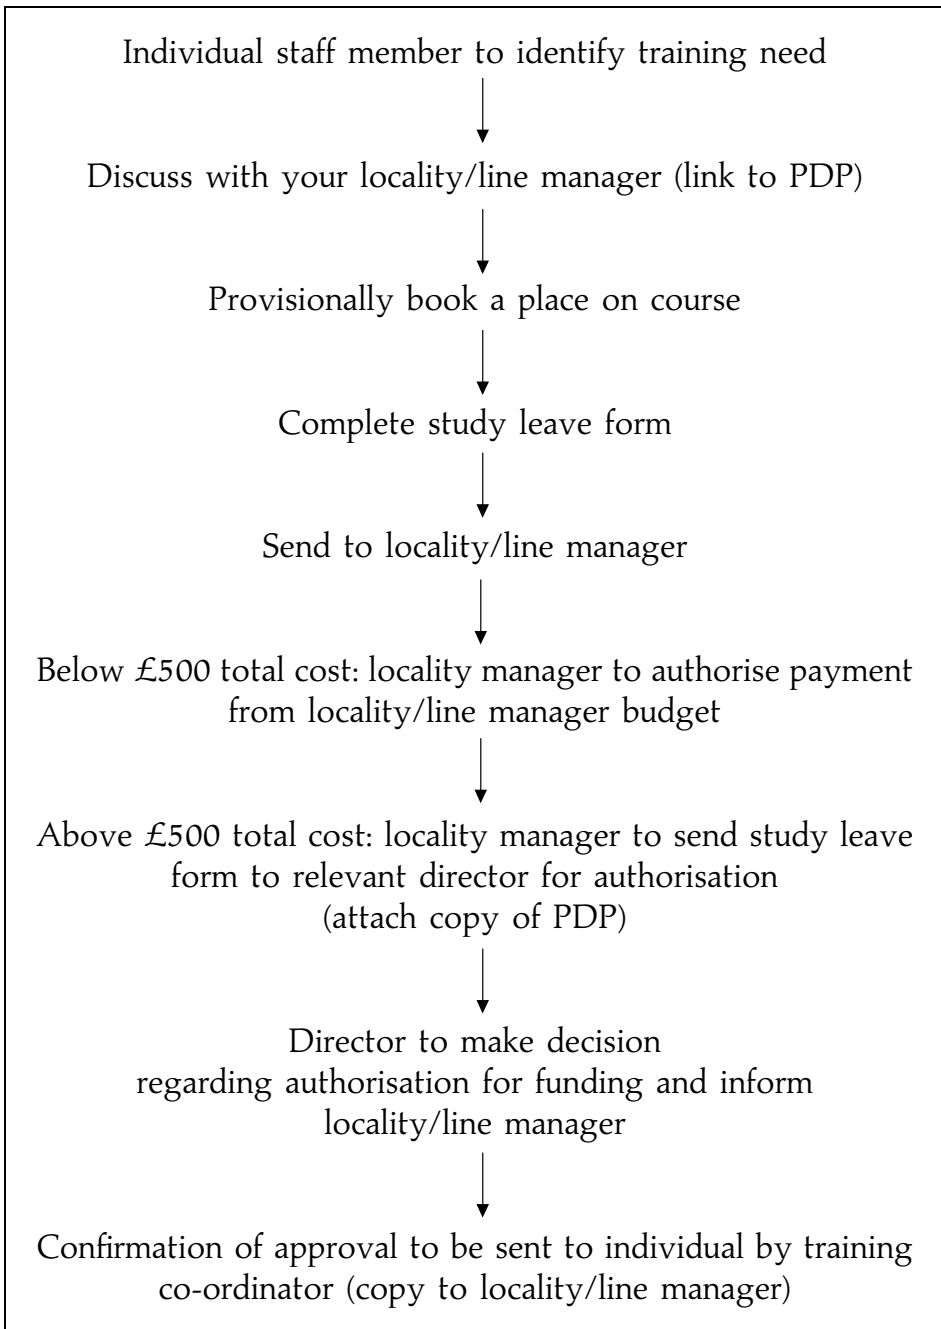 Individual staff member to identify training need
Discuss with your locality/line manager (link to PDP)
Provisionally book a place on course
Complete study leave form
Send to locality/line manager
Below £500 total cost: locality manager to authorise payment
from locality/line manager budget
Above £500 total cost: locality manager to send study leave
form to relevant director for authorisation
(attach copy of PDP)
Director to make decision
regarding authorisation for funding and inform
locality/line manager
Confirmation of approval to be sent to individual by training
co-ordinator (copy to locality/line manager)